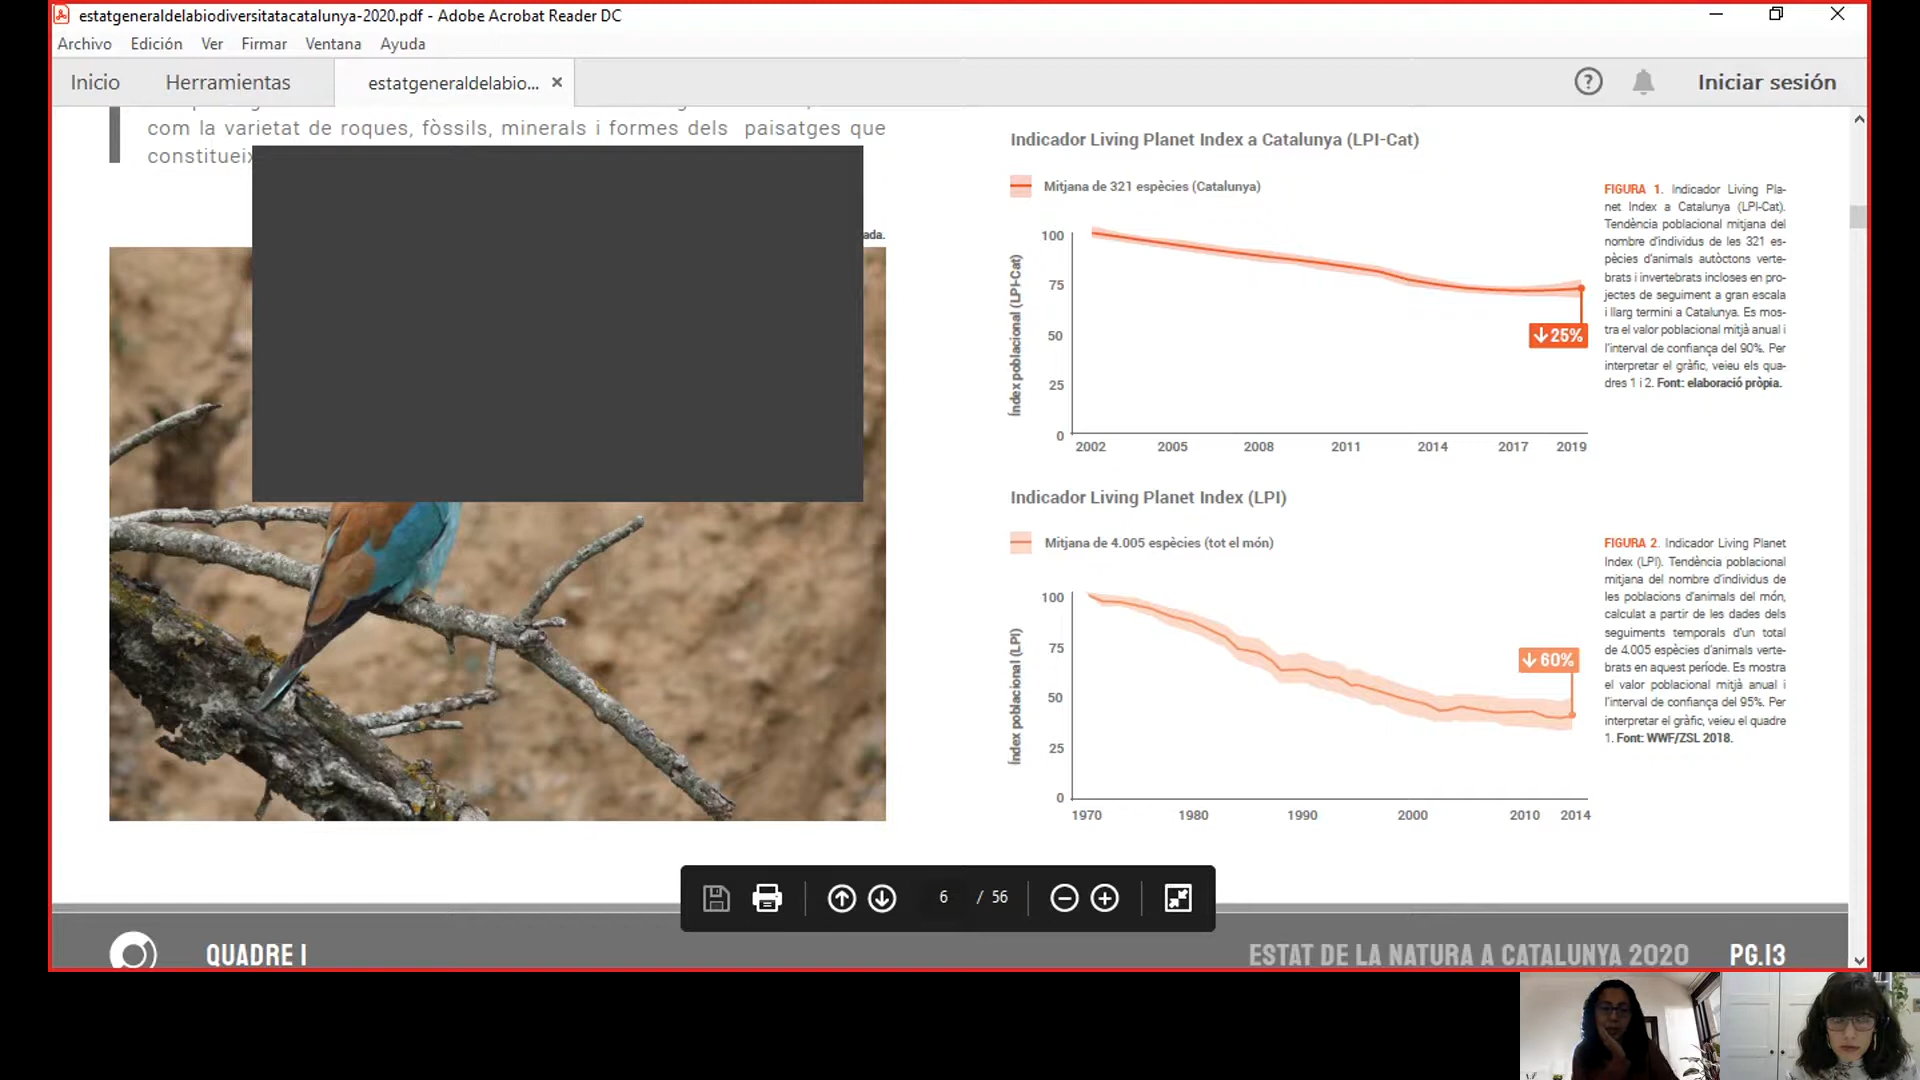 estatgeneraldelabiodiversitatacatalunya-2020.pdf - Adobe Acrobat Reader DC
Archivo Edición Ver Firmar Ventana Ayuda
Inicio Herramientas estatgeneraldelabio... Iniciar sesión
com la varietat de roques, fòssils, minerals i formes dels paisatges que
constitueix
ada.
Indicador Living Planet Index a Catalunya (LPI-Cat)
Mitjana de 321 espècies (Catalunya)
Índex poblacional (LPI-Cat)
100
75
50
25
0
25%
2002 2005 2008 2011 2014 2017 2019
FIGURA 1. Indicador Living Pla-
net Index a Catalunya (LPI-Cat).
Tendència poblacional mitjana del
nombre d'individus de les 321 es-
pècies d'animals autòctons verte-
brats i invertebrats incloses en pro-
jectes de seguiment a gran escala
i llarg termini a Catalunya. Es mos-
tra el valor poblacional mitjà anual i
l'interval de confiança del 90%. Per
interpretar el gràfic, veieu els qua-
dres 1 i 2. Font: elaboració pròpia.
Indicador Living Planet Index (LPI)
Mitjana de 4.005 espècies (tot el món)
Índex poblacional (LPI)
100
75
50
25
0
60%
1970 1980 1990 2000 2010 2014
FIGURA 2. Indicador Living Planet
Index (LPI). Tendència poblacional
mitjana del nombre d'individus de
les poblacions d'animals del món,
calculat a partir de les dades dels
seguiments temporals d'un total
de 4.005 espècies d'animals verte-
brats en aquest període. Es mostra
el valor poblacional mitjà anual i
l'interval de confiança del 95%. Per
interpretar el gràfic, veieu el quadre
1. Font: WWF/ZSL 2018.
6 / 56
QUADRE 1
ESTAT DE LA NATURA A CATALUNYA 2020 PG.13